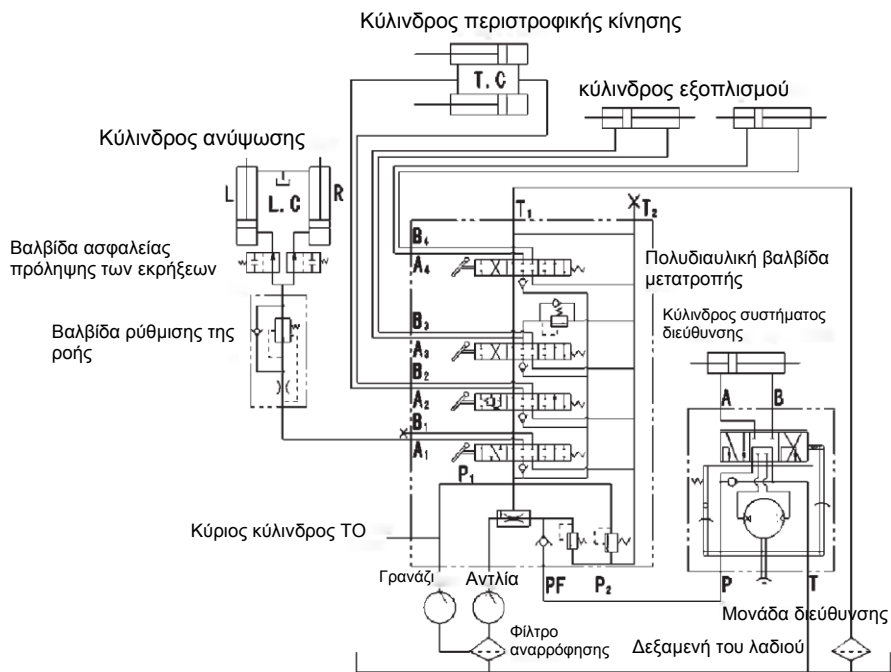 Κύλινδρος περιστροφικής κίνησης
T.C
κύλινδρος εξοπλισμού
Κύλινδρος ανύψωσης
L
L.C
R
Βαλβίδα ασφαλείας
πρόληψης των εκρήξεων
Βαλβίδα ρύθμισης της
ροής
T₁
T₂
B₄
A₄
Πολυδιαυλική βαλβίδα
μετατροπής
B₃
A₃
Κύλινδρος συστήματος
διεύθυνσης
B₂
A₂
A
B
B₁
A₁
P₁
Κύριος κύλινδρος ΤΟ
Γρανάζι
Αντλία
PF
P₂
P
T
Μονάδα διεύθυνσης
Φίλτρο
αναρρόφησης
Δεξαμενή του λαδιού